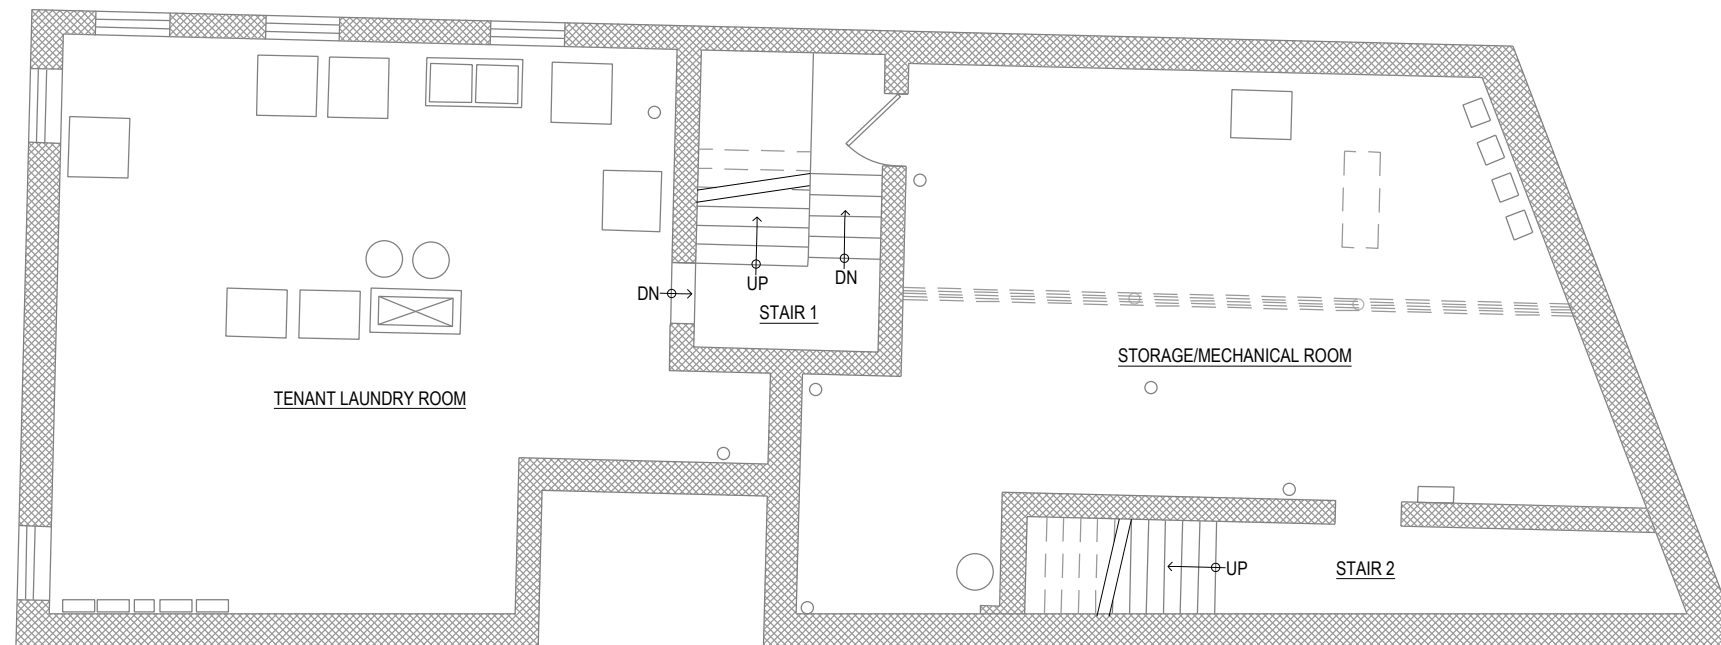 DN
UP
DN
STAIR 1
STORAGE/MECHANICAL ROOM
TENANT LAUNDRY ROOM
UP
STAIR 2